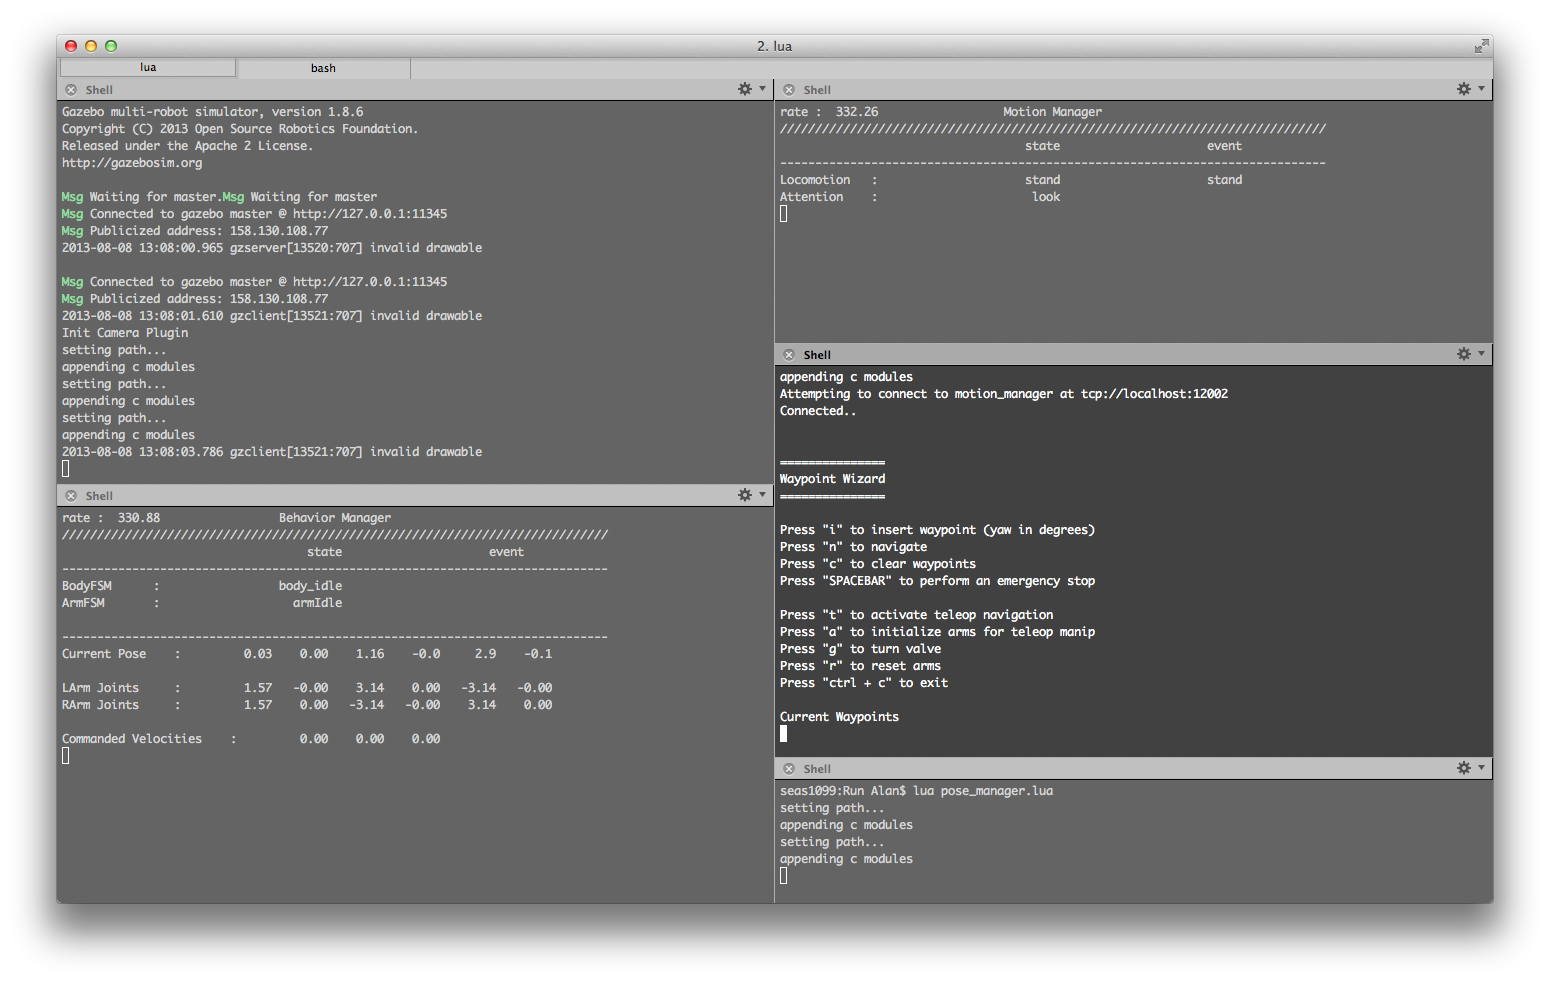 2. lua
lua bash
Shell
Gazebo multi-robot simulator, version 1.8.6
Copyright (C) 2013 Open Source Robotics Foundation.
Released under the Apache 2 License.
http://gazebosim.org
Msg Waiting for master.Msg Waiting for master
Msg Connected to gazebo master @ http://127.0.0.1:11345
Msg Publicized address: 158.130.108.77
2013-08-08 13:08:00.965 gzserver[13520:707] invalid drawable
Msg Connected to gazebo master @ http://127.0.0.1:11345
Msg Publicized address: 158.130.108.77
2013-08-08 13:08:01.610 gzclient[13521:707] invalid drawable
Init Camera Plugin
setting path...
appending c modules
setting path...
appending c modules
setting path...
appending c modules
2013-08-08 13:08:03.786 gzclient[13521:707] invalid drawable
Shell
rate : 330.88 Behavior Manager
//////////////////////////////////////////////////////////////////////////////
state event
------------------------------------------------------------------------------
BodyFSM : body_idle
ArmFSM : armIdle
------------------------------------------------------------------------------
Current Pose : 0.03 0.00 1.16 -0.0 2.9 -0.1
LArm Joints : 1.57 -0.00 3.14 0.00 -3.14 -0.00
RArm Joints : 1.57 0.00 -3.14 -0.00 3.14 0.00
Commanded Velocities : 0.00 0.00 0.00
Shell
rate : 332.26 Motion Manager
//////////////////////////////////////////////////////////////////////////////
state event
------------------------------------------------------------------------------
Locomotion : stand stand
Attention : look
Shell
appending c modules
Attempting to connect to motion_manager at tcp://localhost:12002
Connected..
===============
Waypoint Wizard
===============
Press "i" to insert waypoint (yaw in degrees)
Press "n" to navigate
Press "c" to clear waypoints
Press "SPACEBAR" to perform an emergency stop
Press "t" to activate teleop navigation
Press "a" to initialize arms for teleop manip
Press "g" to turn valve
Press "r" to reset arms
Press "ctrl + c" to exit
Current Waypoints
Shell
seas1099:Run Alan$ lua pose_manager.lua
setting path...
appending c modules
setting path...
appending c modules